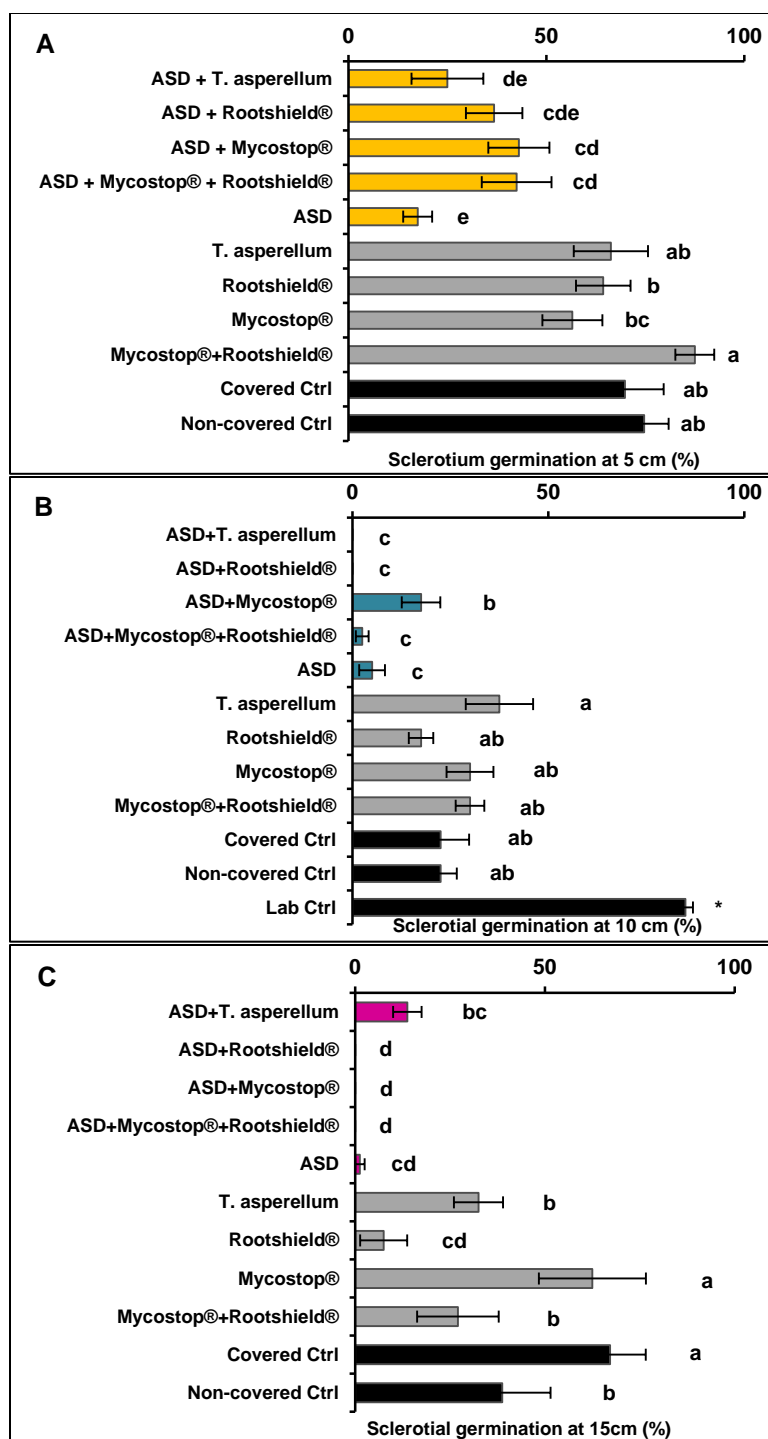 A
0 50 100
ASD + T. asperellum de
ASD + Rootshield® cde
ASD + Mycostop® cd
ASD + Mycostop® + Rootshield® cd
ASD e
T. asperellum ab
Rootshield® b
Mycostop® bc
Mycostop®+Rootshield® a
Covered Ctrl ab
Non-covered Ctrl ab
Sclerotium germination at 5 cm (%)
B
0 50 100
ASD+T. asperellum c
ASD+Rootshield® c
ASD+Mycostop® b
ASD+Mycostop®+Rootshield® c
ASD c
T. asperellum a
Rootshield® ab
Mycostop® ab
Mycostop®+Rootshield® ab
Covered Ctrl ab
Non-covered Ctrl ab
Lab Ctrl *
Sclerotial germination at 10 cm (%)
C
0 50 100
ASD+T. asperellum bc
ASD+Rootshield® d
ASD+Mycostop® d
ASD+Mycostop®+Rootshield® d
ASD cd
T. asperellum b
Rootshield® cd
Mycostop® a
Mycostop®+Rootshield® b
Covered Ctrl a
Non-covered Ctrl b
Sclerotial germination at 15cm (%)